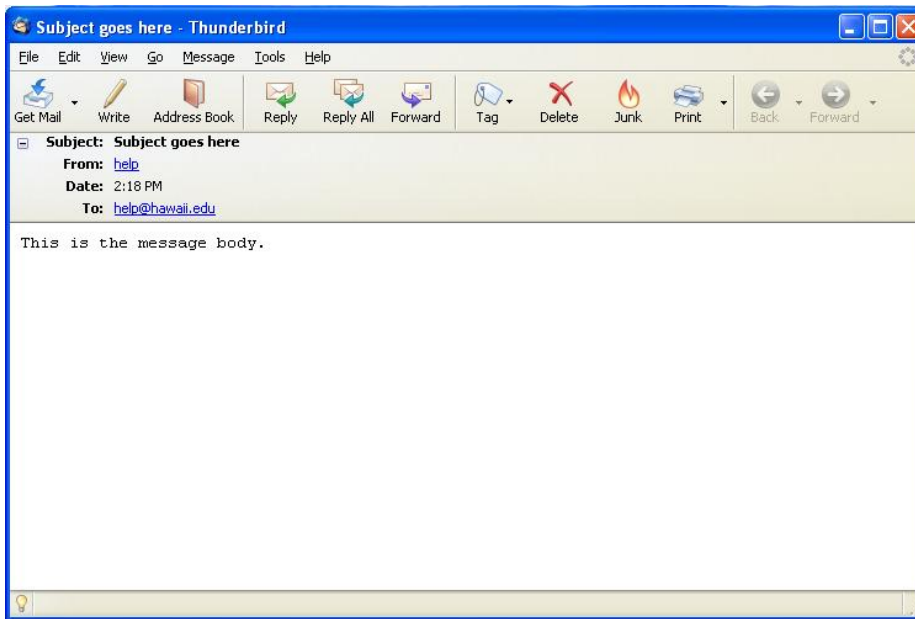 Subject goes here - Thunderbird
File Edit View Go Message Tools Help
Get Mail Write Address Book Reply Reply All Forward Tag Delete Junk Print Back Forward
Subject: Subject goes here
From: help
Date: 2:18 PM
To: help@hawaii.edu
This is the message body.